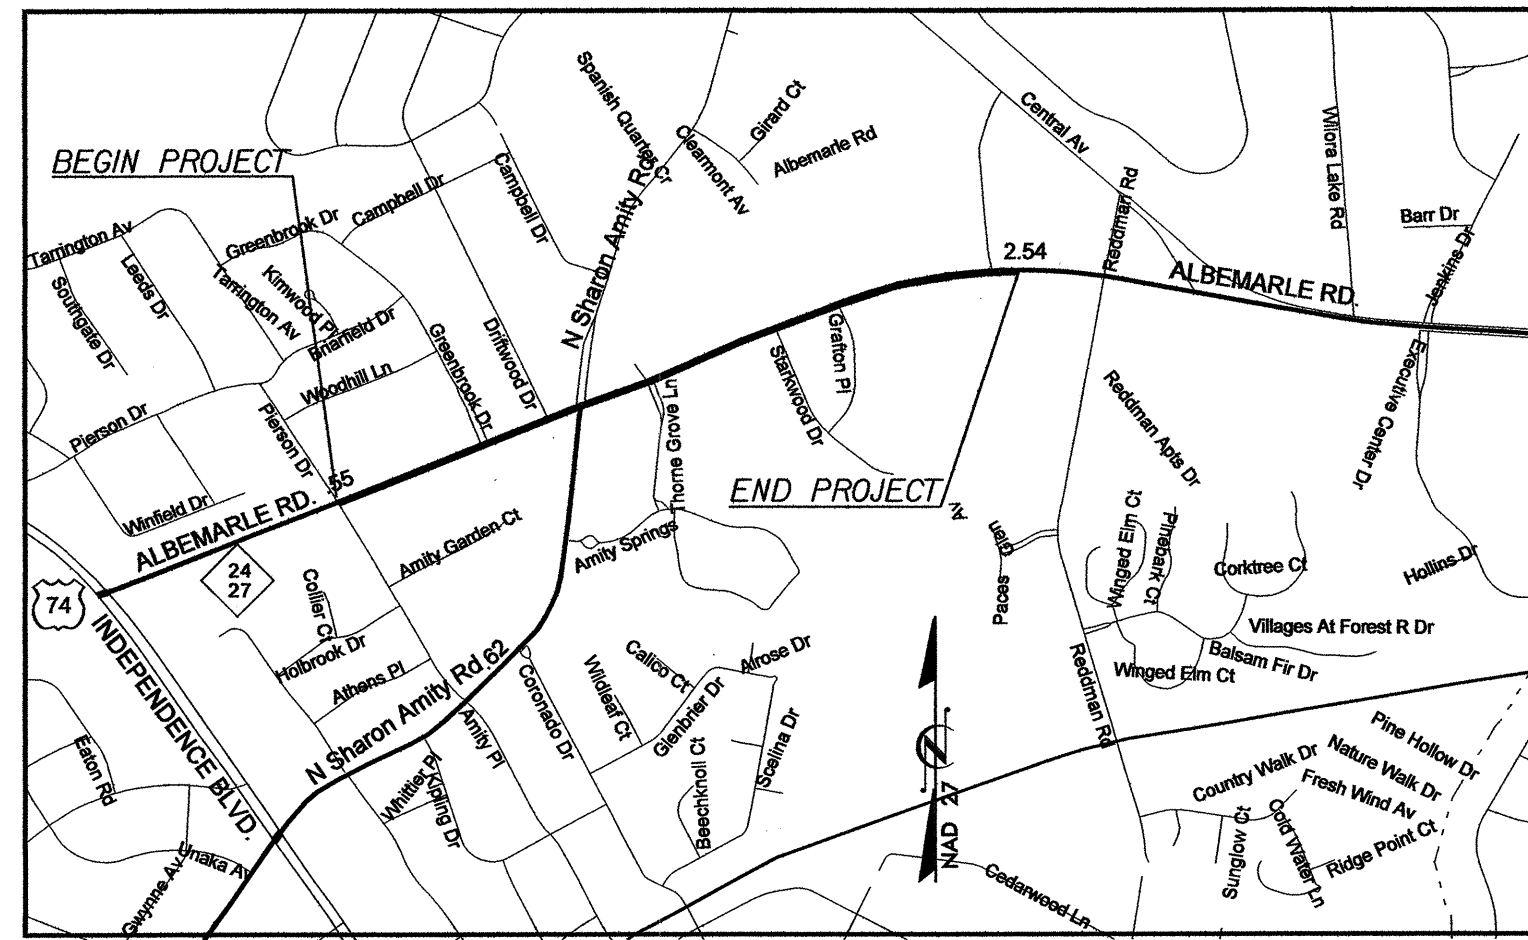 Spanish Quarter Cr
Girard Ct
Clearmont Av
Albemarle Rd
Central Av
Wilora Lake Rd
BEGIN PROJECT
Campbell Dr
Campbell Dr
N Sharon Amity Rd
Reddman Rd
Barr Dr
Jenkins Dr
Greenbrook Dr
Tarrington Av
Leeds Dr
Southgate Dr
Tarrington Av
Kimwood Pl
Briarfield Dr
Woodhill Ln
Greenbrook Dr
Driftwood Dr
2.54
ALBEMARLE RD.
Grafton Pl
Starkwood Dr
Thorne Grove Ln
Executive Center Dr
Reddman Apts Dr
Pierson Dr
Pierson Dr
Winfield Dr
ALBEMARLE RD.
.55
END PROJECT
Av
Glen
Paces
Amity Garden Ct
Amity Springs
Winged Elm Ct
Pinebark Ct
Corktree Ct
Hollins Dr
24
27
74
Collier Ct
Holbrook Dr
Athens Pl
INDEPENDENCE BLVD.
N Sharon Amity Rd
.62
Villages At Forest R Dr
Balsam Fir Dr
Winged Elm Ct
Reddman Rd
Calico Ct
Alrose Dr
Wildleaf Ct
Glenbrier Dr
Coronado Dr
Amity Pl
Scelina Dr
Beechknoll Ct
Whittier Pl
Kipling Dr
Eaton Rd
Unaka Av
Gwynne Av
N
NAD 27
Cedarwood Ln
Pine Hollow Dr
Nature Walk Dr
Country Walk Dr
Fresh Wind Av
Cold Water Ln
Sunglow Ct
Ridge Point Ct